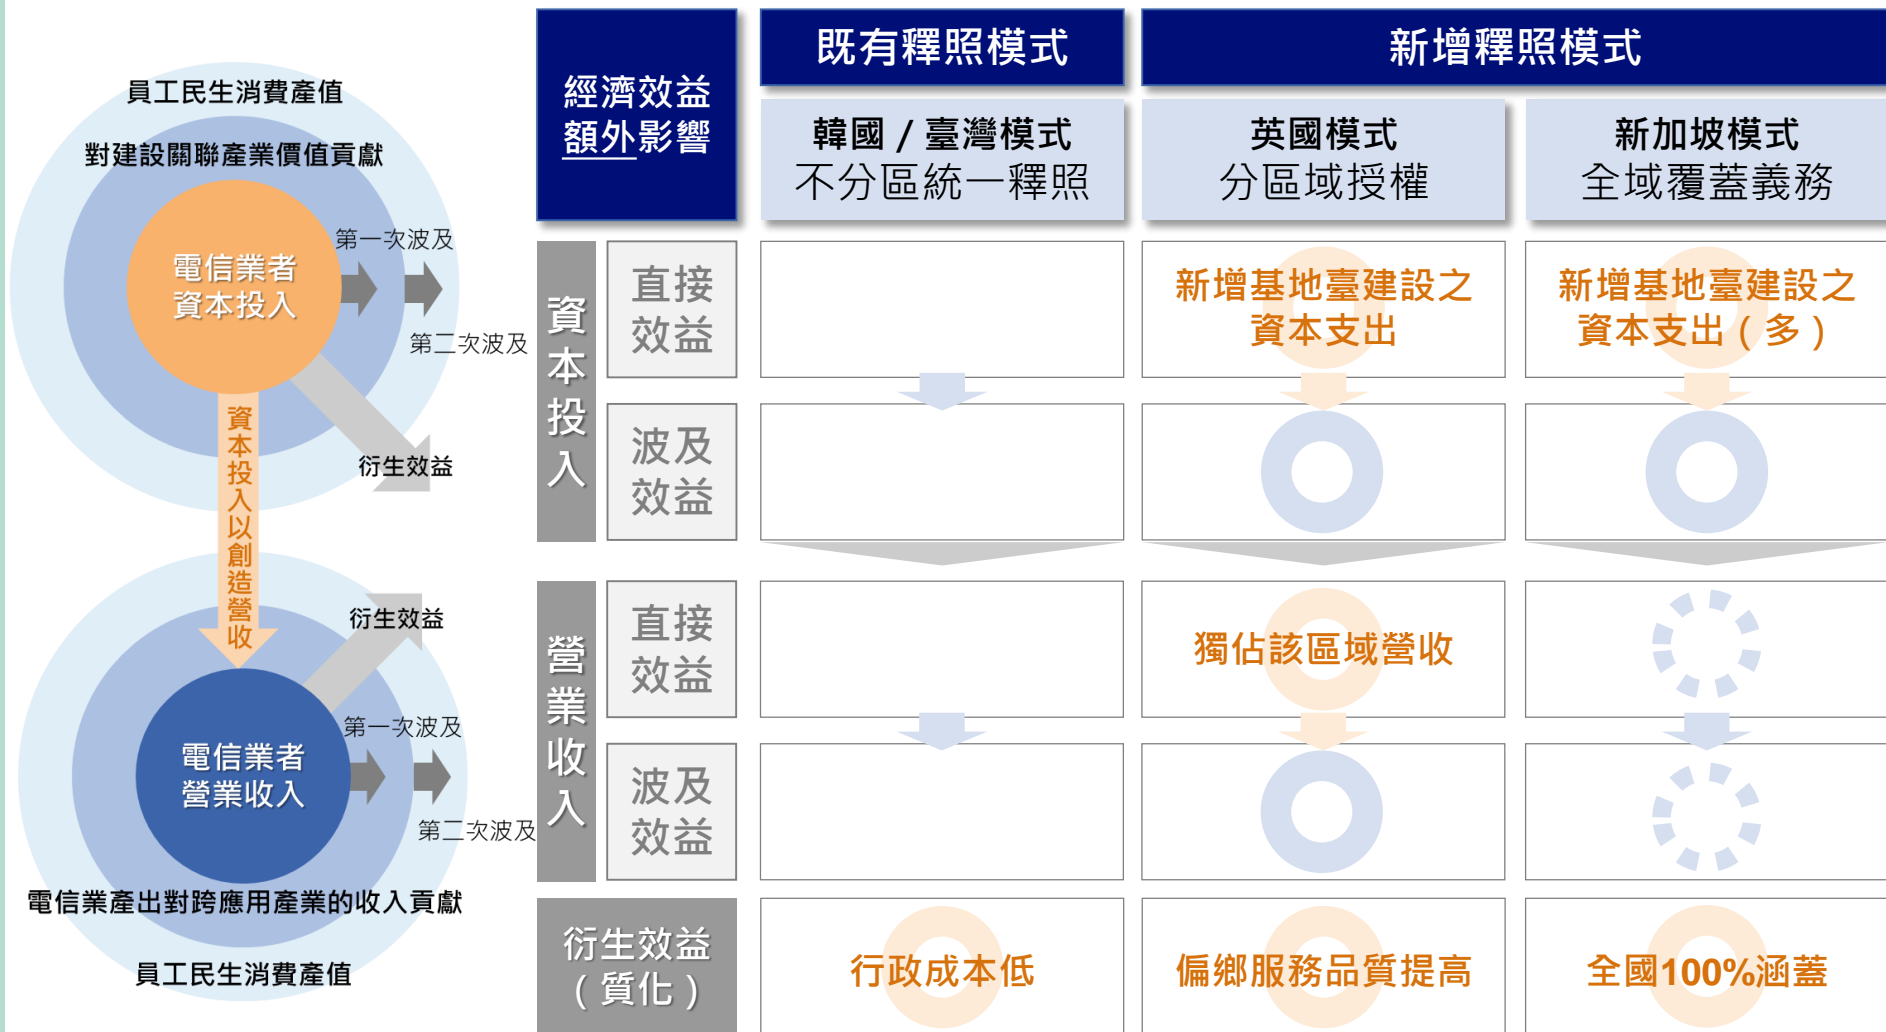 員工民生消費產值
對建設關聯產業價值貢獻
電信業者
資本投入
第一次波及
第二次波及
衍生效益
資本投入以創造營收
衍生效益
電信業者
營業收入
第一次波及
第二次波及
電信業產出對跨應用產業的收入貢獻
員工民生消費產值
經濟效益
額外影響
既有釋照模式
新增釋照模式
韓國 / 臺灣模式
不分區統一釋照
英國模式
分區域授權
新加坡模式
全域覆蓋義務
資本投入
直接
效益
新增基地臺建設之
資本支出
新增基地臺建設之
資本支出（多）
波及
效益
營業收入
直接
效益
獨佔該區域營收
波及
效益
衍生效益
（質化）
行政成本低
偏鄉服務品質提高
全國100%涵蓋